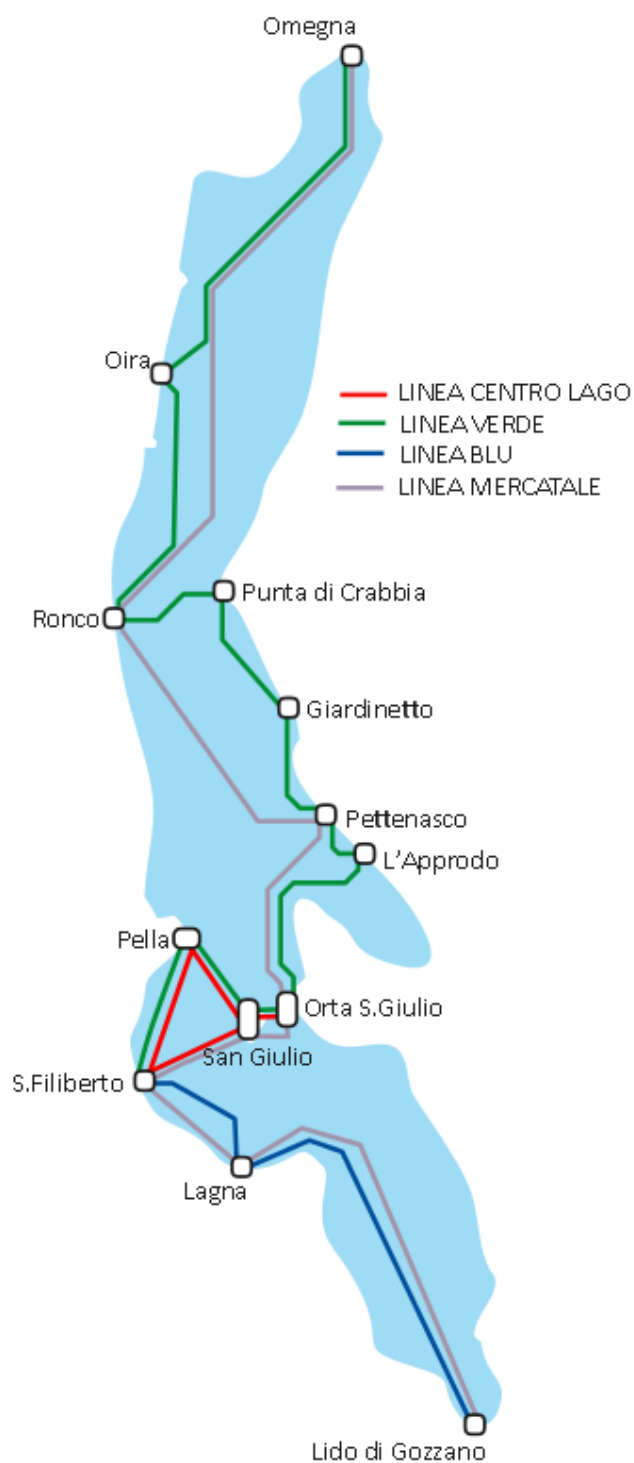 Omegna
Oira
LINEA CENTRO LAGO
LINEA VERDE
LINEA BLU
LINEA MERCATALE
Punta di Crabbia
Ronco
Giardinetto
Pettenasco
L'Approdo
Pella
Orta S.Giulio
San Giulio
S.Filiberto
Lagna
Lido di Gozzano